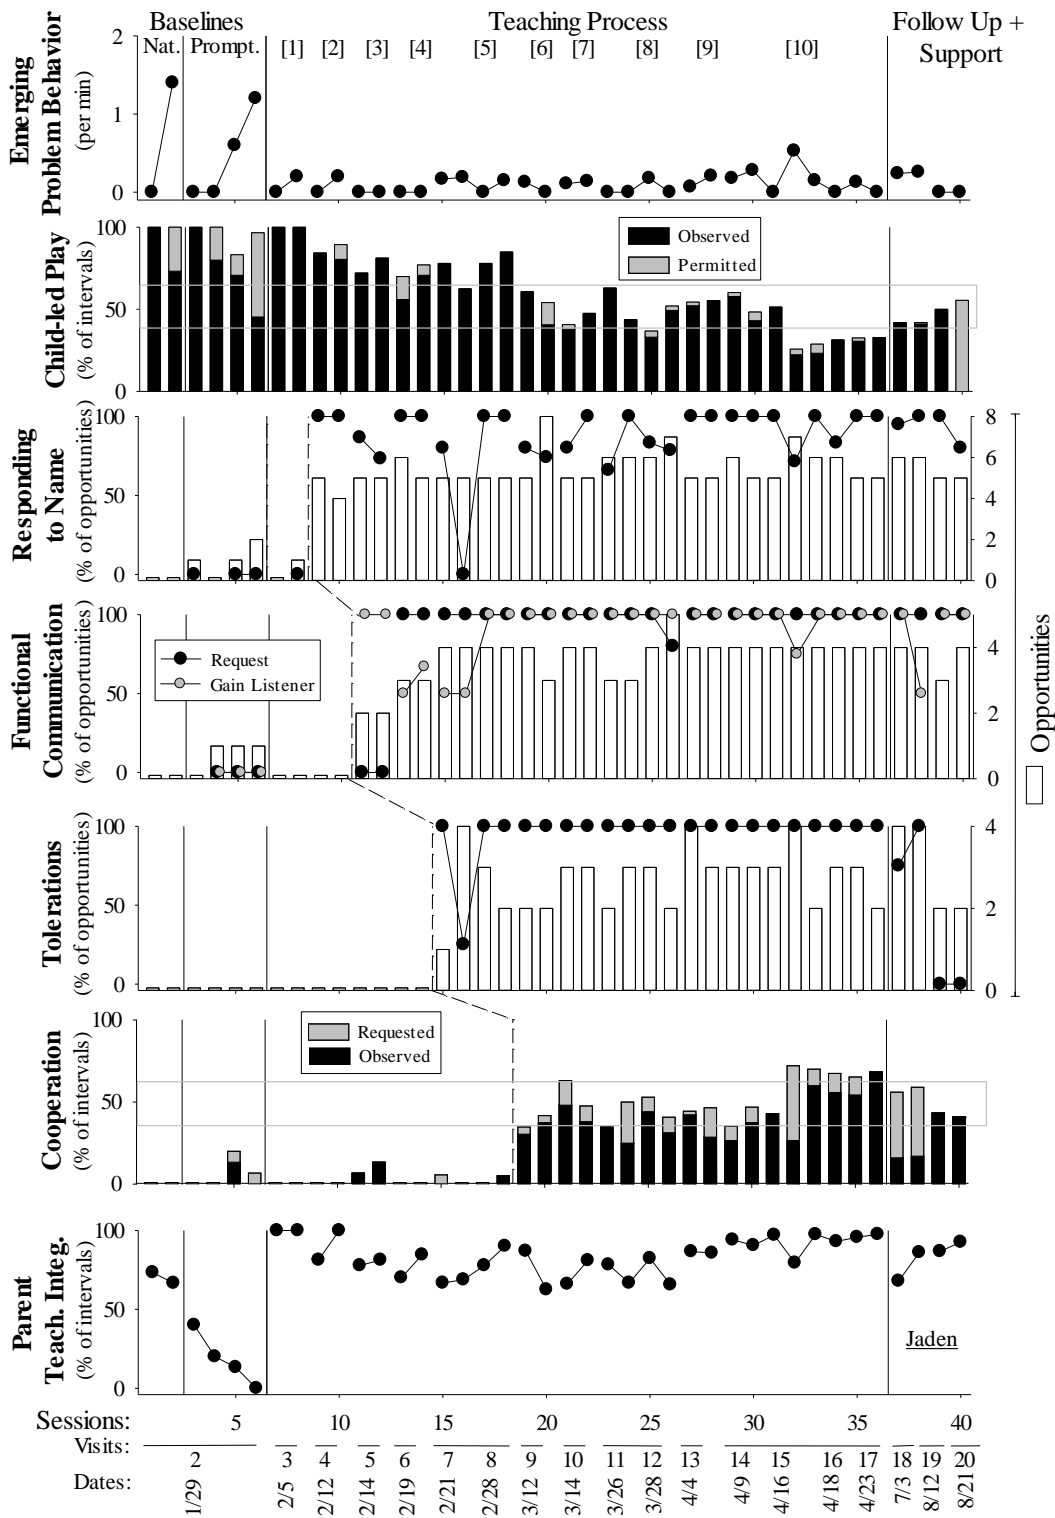 Baselines Teaching Process Follow Up +
Support
Nat. Prompt. [1] [2] [3] [4] [5] [6] [7] [8] [9] [10]
Emerging
Problem Behavior
(per min)
2
1
0
Child-led Play
(% of intervals)
100
50
0
Observed
Permitted
Responding
to Name
(% of opportunities)
100
50
0
8
6
4
2
0
Functional
Communication
(% of opportunities)
100
50
0
Request
Gain Listener
4
2
0
Opportunities
Tolerations
(% of opportunities)
100
50
0
4
2
0
Cooperation
(% of intervals)
100
50
0
Requested
Observed
Parent
Teach. Integ.
(% of intervals)
100
50
0
Jaden
Sessions: 5 10 15 20 25 30 35 40
Visits: 2 3 4 5 6 7 8 9 10 11 12 13 14 15 16 17 18 19 20
Dates: 1/29 2/5 2/12 2/14 2/19 2/21 2/28 3/12 3/14 3/26 3/28 4/4 4/9 4/16 4/18 4/23 7/3 8/12 8/21